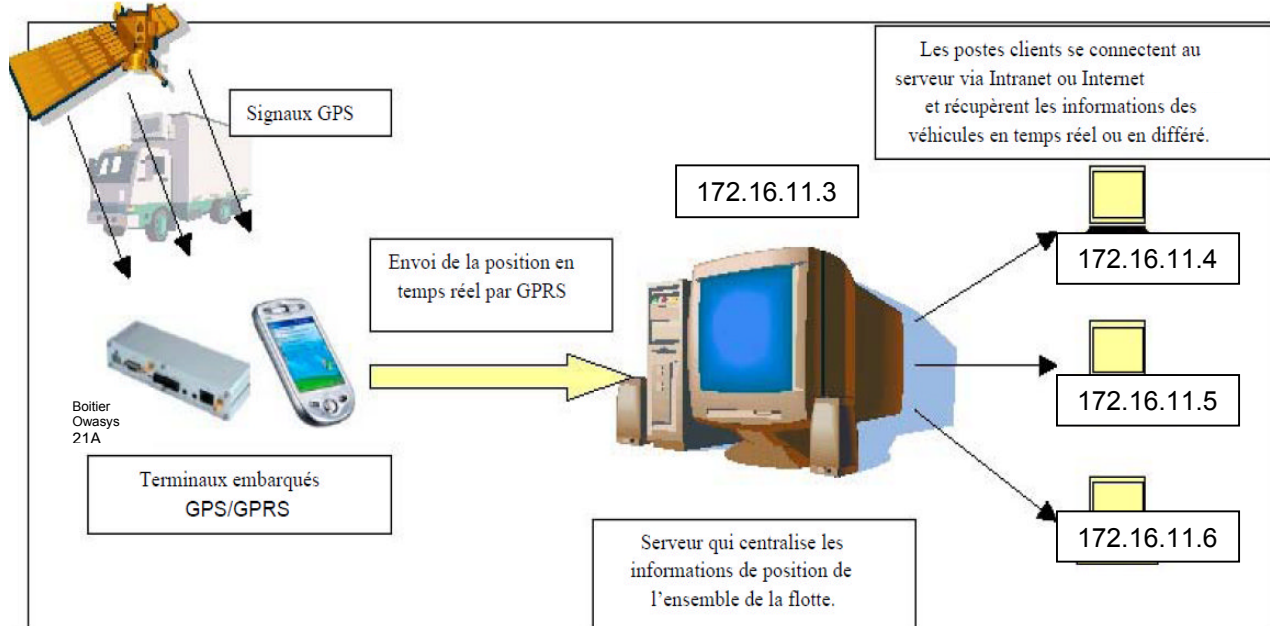 Les postes clients se connectent au
serveur via Intranet ou Internet
et récupèrent les informations des
véhicules en temps réel ou en différé.
Signaux GPS
172.16.11.3
172.16.11.4
Envoi de la position en
temps réel par GPRS
172.16.11.5
Boitier
Owasys
21A
Terminaux embarqués
GPS/GPRS
172.16.11.6
Serveur qui centralise les
informations de position de
l'ensemble de la flotte.